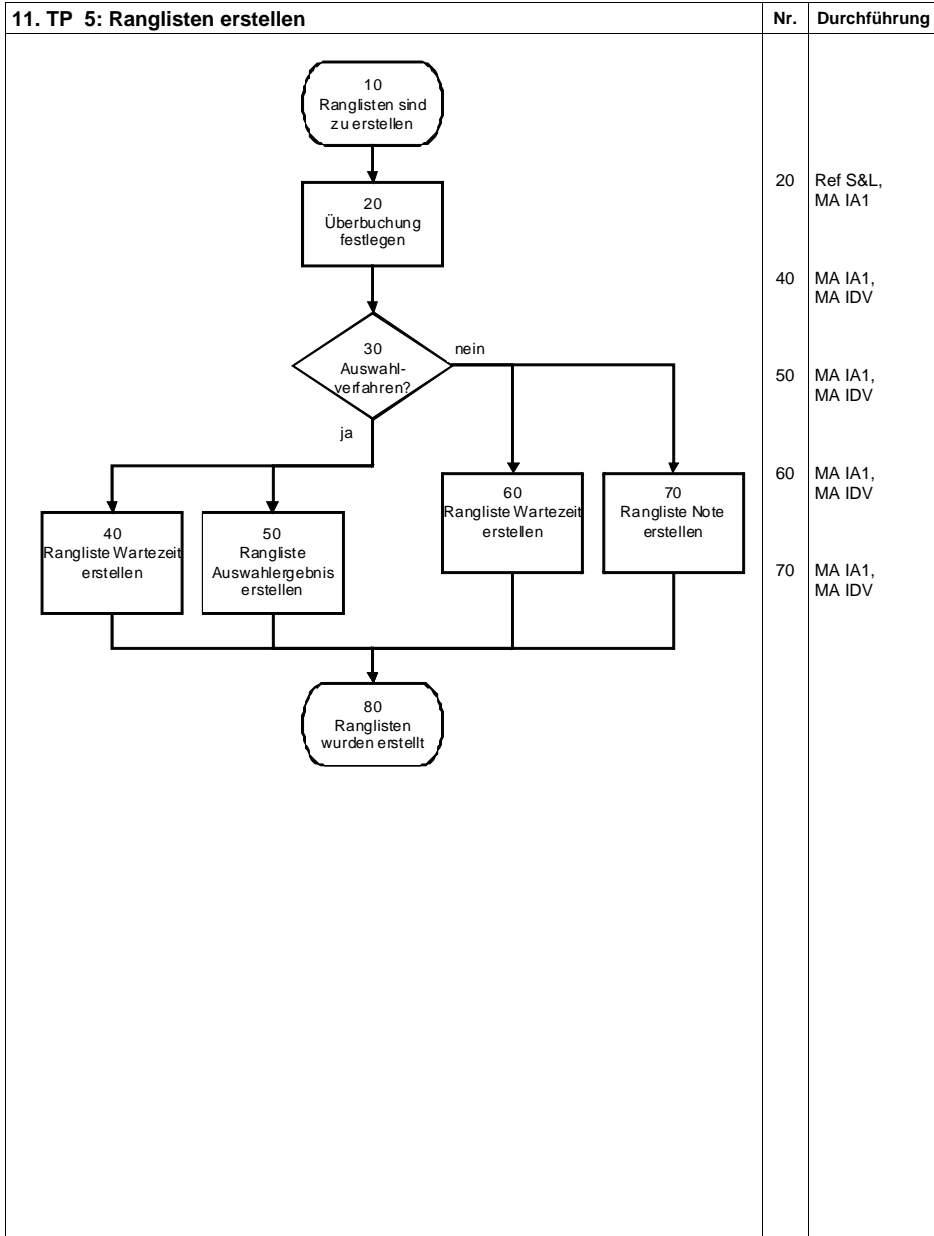 11. TP 5: Ranglisten erstellen
Nr.
Durchführung
10
Ranglisten sind
zu erstellen
20
Überbuchung
festlegen
30
Auswahl-
verfahren?
nein
ja
40
Rangliste Wartezeit
erstellen
50
Rangliste
Auswahlergebnis
erstellen
60
Rangliste Wartezeit
erstellen
70
Rangliste Note
erstellen
80
Ranglisten
wurden erstellt
20 Ref S&L,
MA IA1
40 MA IA1,
MA IDV
50 MA IA1,
MA IDV
60 MA IA1,
MA IDV
70 MA IA1,
MA IDV